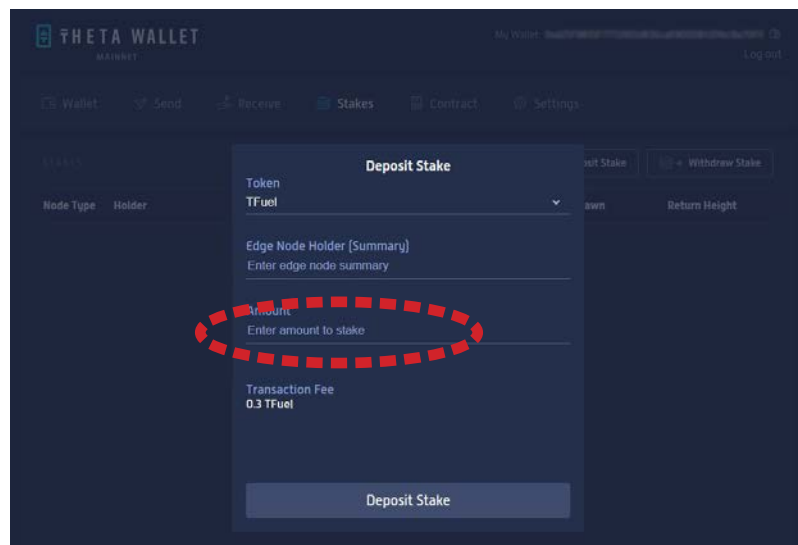 THETA WALLET
MAINNET
My Wallet:
Log out
Wallet Send Receive Stakes Contract Settings
STAKES
Deposit Stake
Withdraw Stake
Node Type Holder
Return Height
Deposit Stake
Token
TFuel
Edge Node Holder (Summary)
Enter edge node summary
Amount
Enter amount to stake
Transaction Fee
0.3 TFuel
Deposit Stake